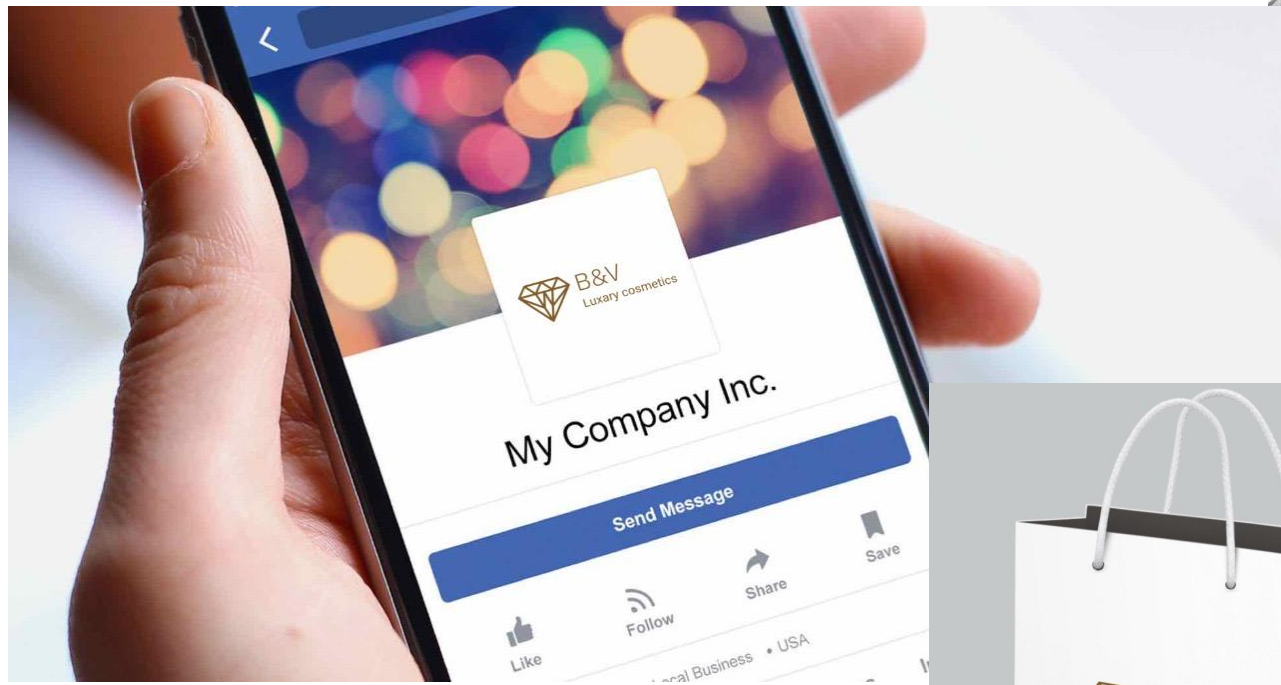 B&V
Luxary cosmetics
My Company Inc.
Send Message
Like
Follow
Share
Save
Local Business • USA